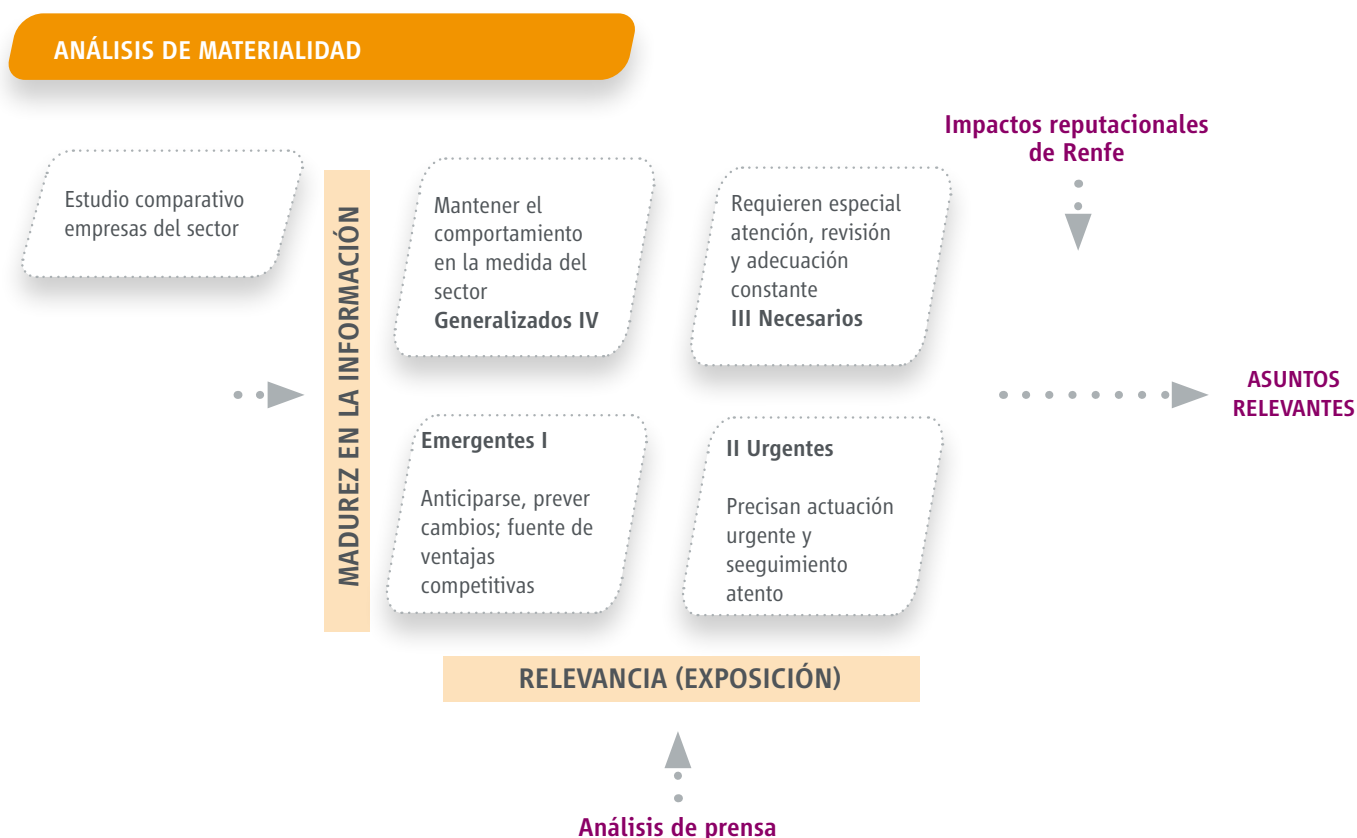 ANÁLISIS DE MATERIALIDAD
Impactos reputacionales
de Renfe
Estudio comparativo
empresas del sector
MADUREZ EN LA INFORMACIÓN
Mantener el
comportamiento
en la medida del
sector
Generalizados IV
Requieren especial
atención, revisión
y adecuación
constante
III Necesarios
ASUNTOS
RELEVANTES
Emergentes I
Anticiparse, prever
cambios; fuente de
ventajas
competitivas
II Urgentes
Precisan actuación
urgente y
seeguimiento
atento
RELEVANCIA (EXPOSICIÓN)
Análisis de prensa